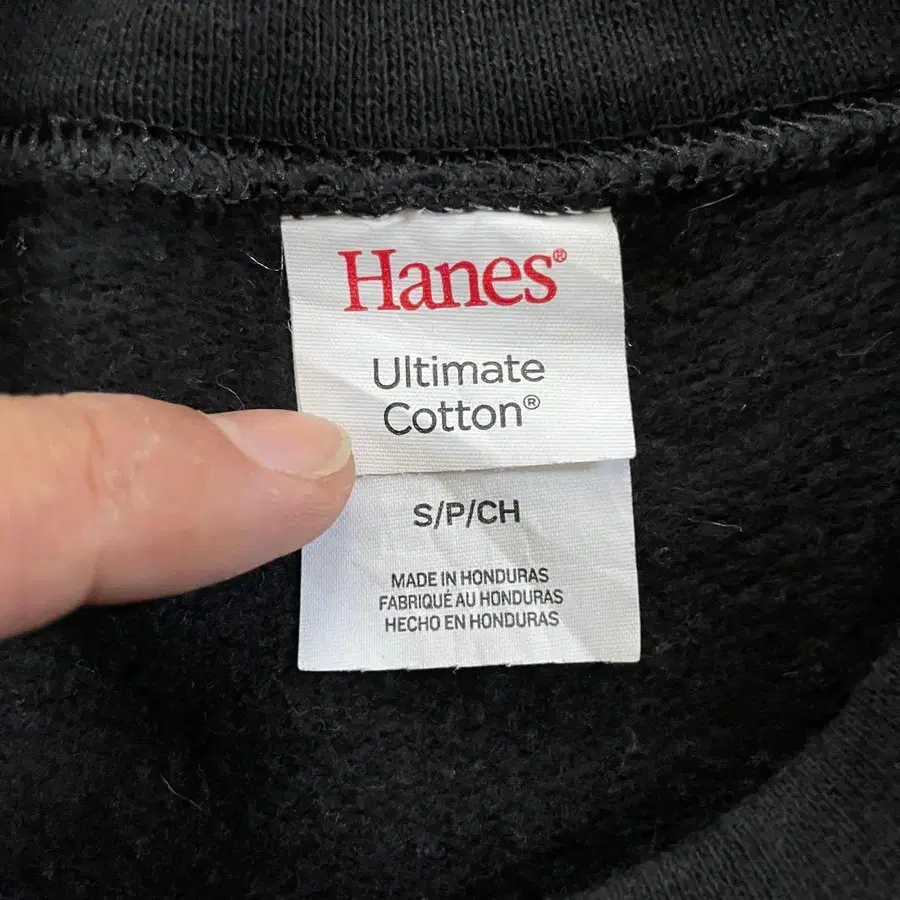 Hanes®
Ultimate
Cotton®
S/P/CH
MADE IN HONDURAS
FABRIQUÉ AU HONDURAS
HECHO EN HONDURAS